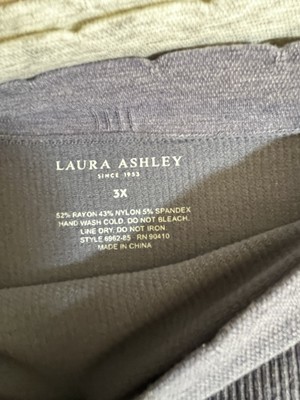 LAURA ASHLEY
SINCE 1953
3X
52% RAYON 43% NYLON 5% SPANDEX
HAND WASH COLD. DO NOT BLEACH.
LINE DRY. DO NOT IRON.
STYLE 6962-85 RN 90410
MADE IN CHINA